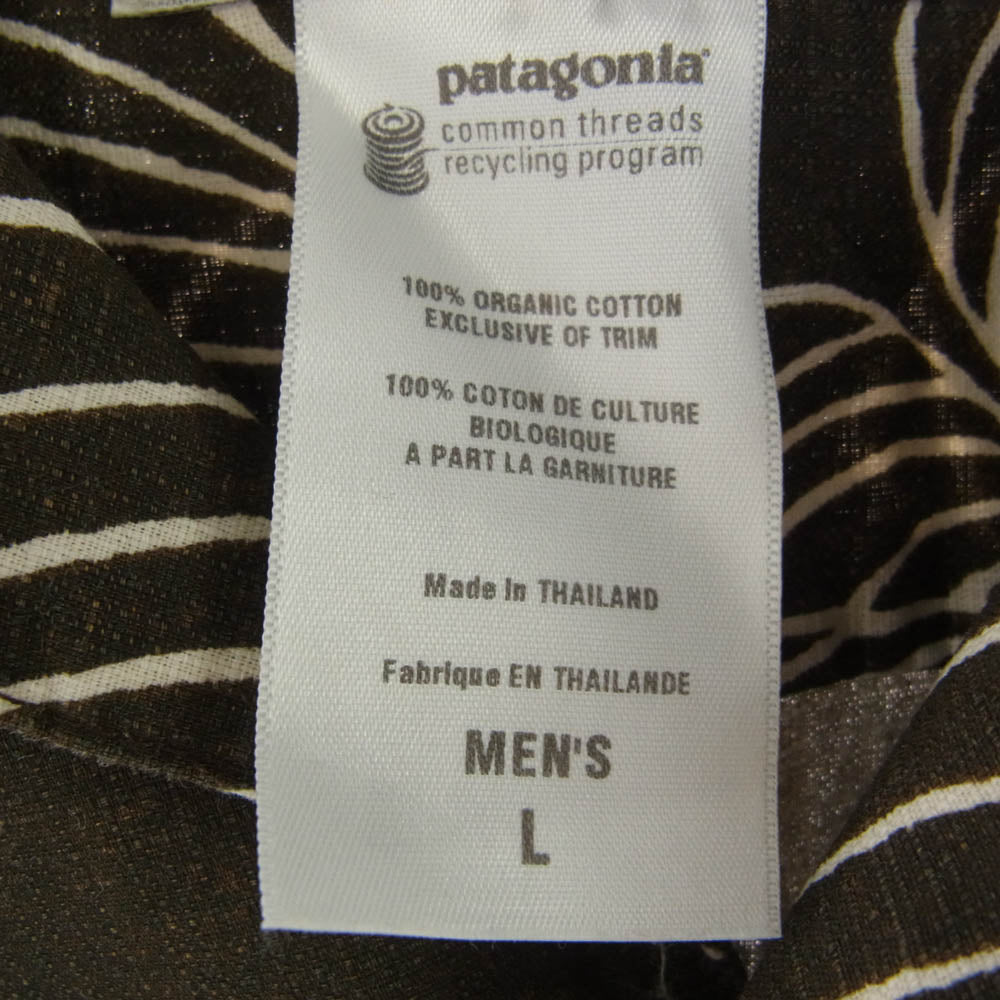 patagonia
common threads
recycling program
100% ORGANIC COTTON
EXCLUSIVE OF TRIM
100% COTON DE CULTURE
BIOLOGIQUE
A PART LA GARNITURE
Made in THAILAND
Fabrique EN THAILANDE
MEN'S
L